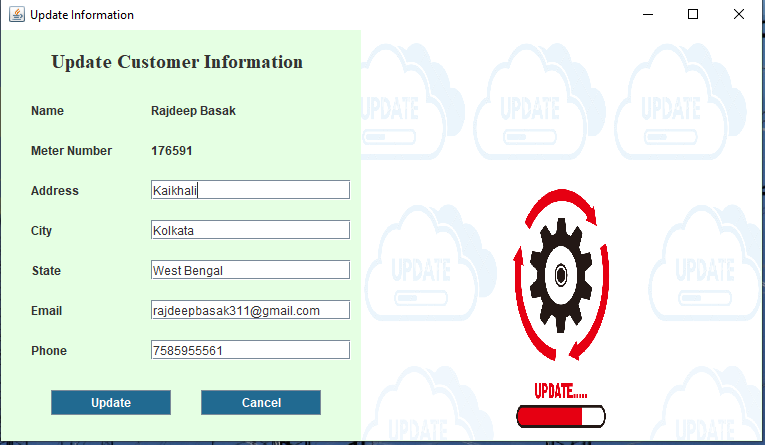 Update Information
Update Customer Information
Name Rajdeep Basak
Meter Number 176591
Address Kaikhali
City Kolkata
State West Bengal
Email rajdeepbasak311@gmail.com
Phone 7585955561
Update Cancel
UPDATE UPDATE UPDATE
UPDATE UPDATE
UPDATE.....